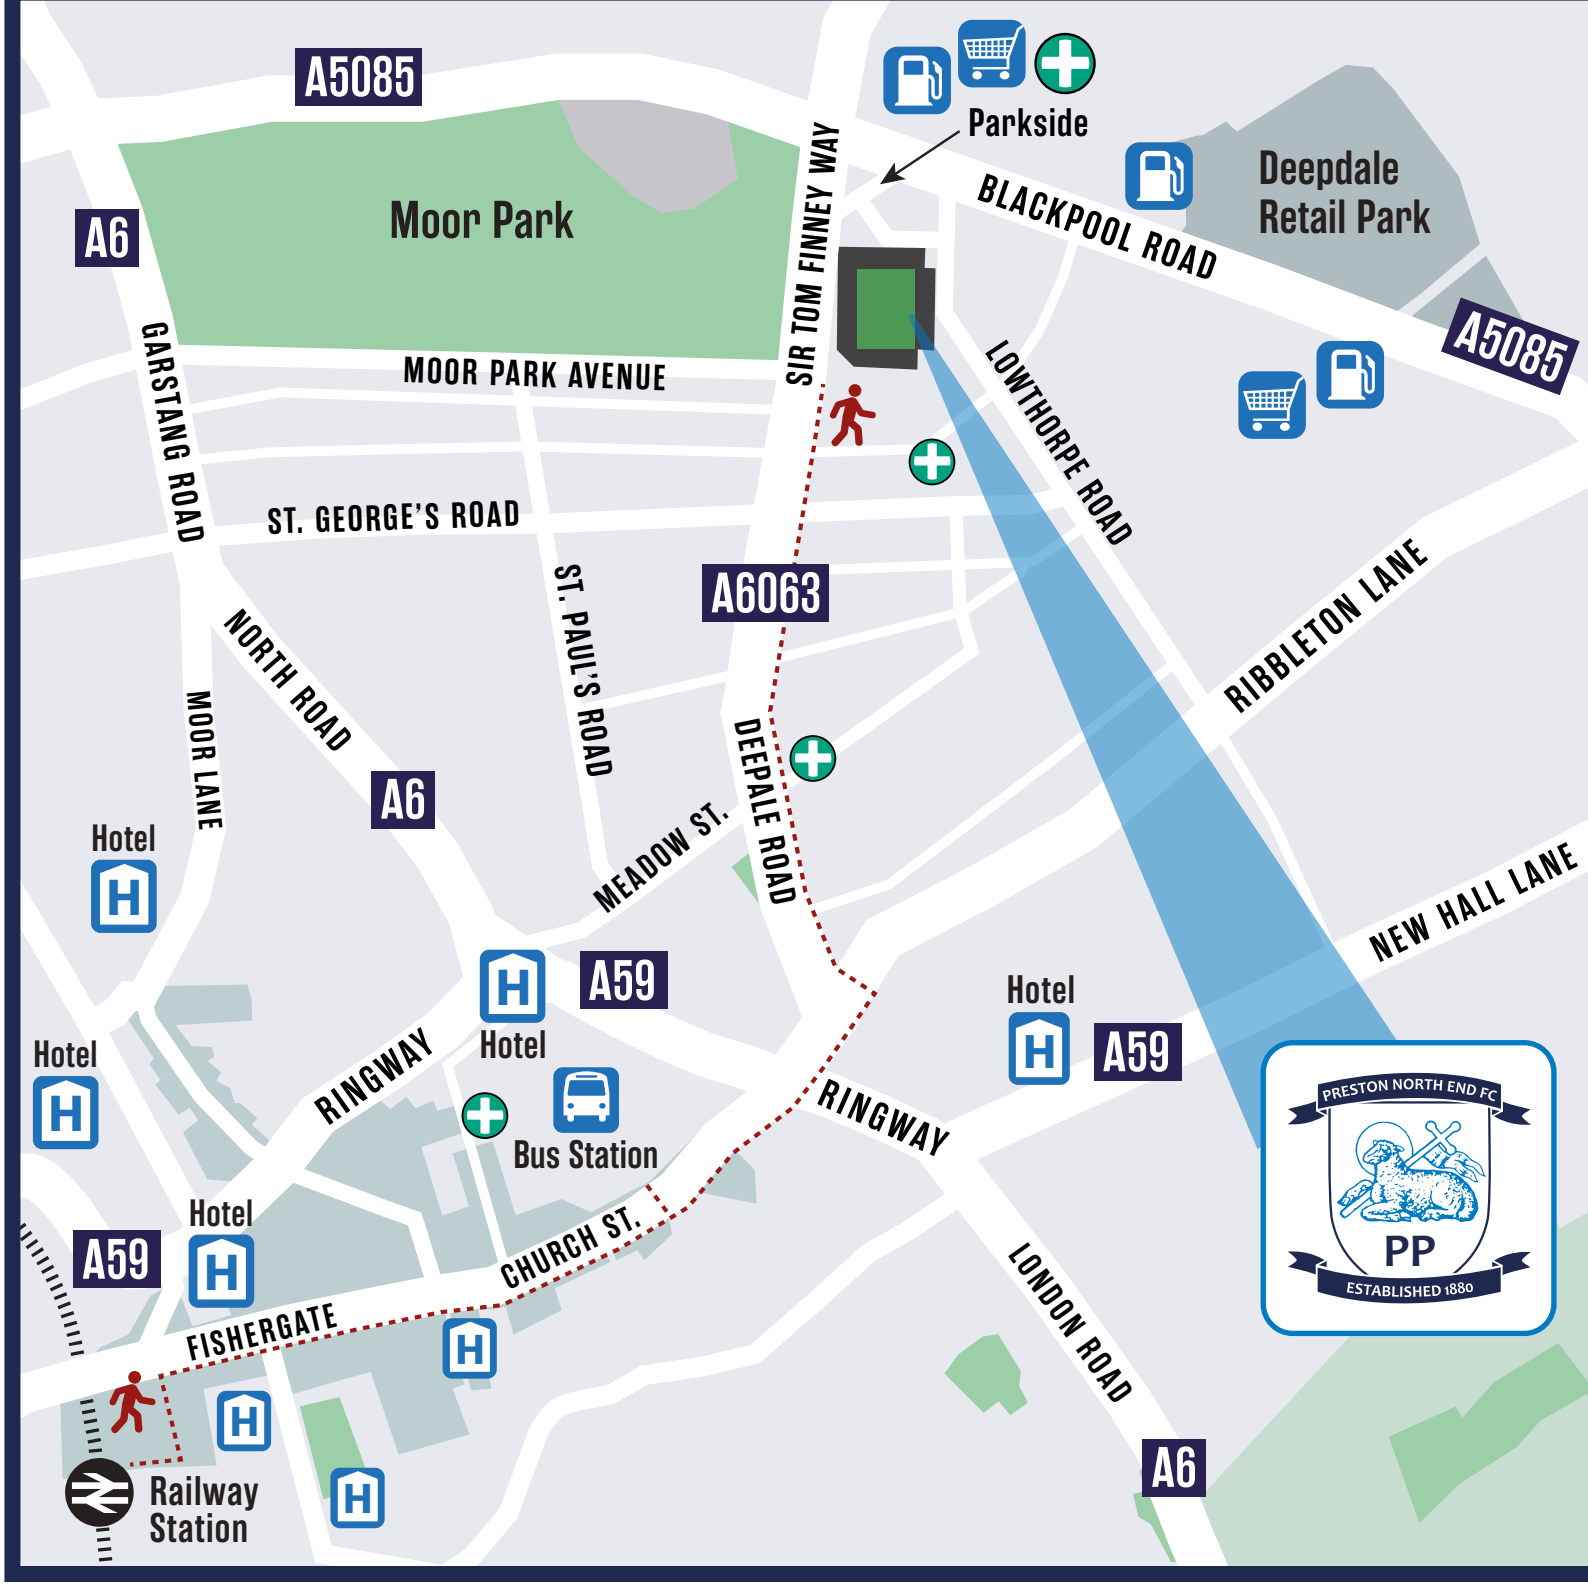 A5085
Parkside
Deepdale
Retail Park
Moor Park
A6
SIR TOM FINNEY WAY
BLACKPOOL ROAD
A5085
GARSTANG ROAD
MOOR PARK AVENUE
LOWTHORPE ROAD
ST. GEORGE'S ROAD
A6063
ST. PAUL'S ROAD
RIBBLETON LANE
NORTH ROAD
MOOR LANE
A6
DEEPALE ROAD
MEADOW ST.
Hotel
H
NEW HALL LANE
H
Hotel
A59
Hotel
H
A59
Hotel
H
RINGWAY
Bus Station
RINGWAY
PRESTON NORTH END FC
PP
ESTABLISHED 1880
Hotel
H
A59
CHURCH ST.
FISHERGATE
H
LONDON ROAD
H
H
A6
Railway
Station